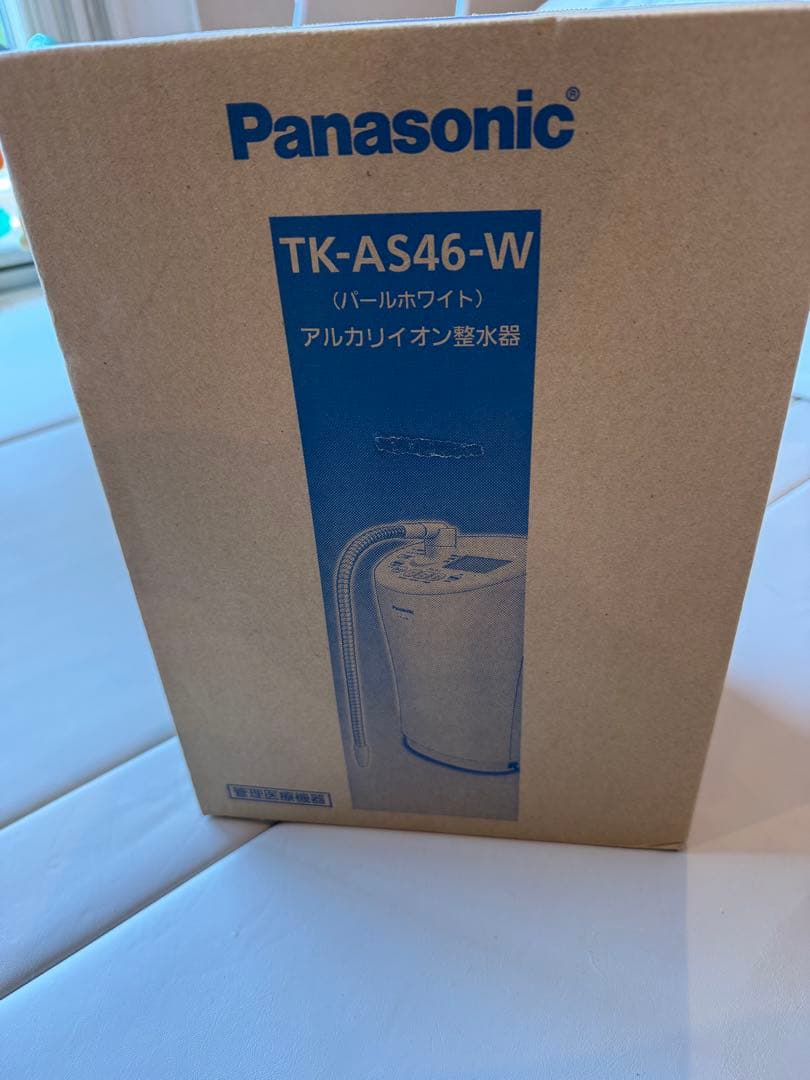 Panasonic®
TK-AS46-W
（パールホワイト）
アルカリイオン整水器
Panasonic
管理医療機器